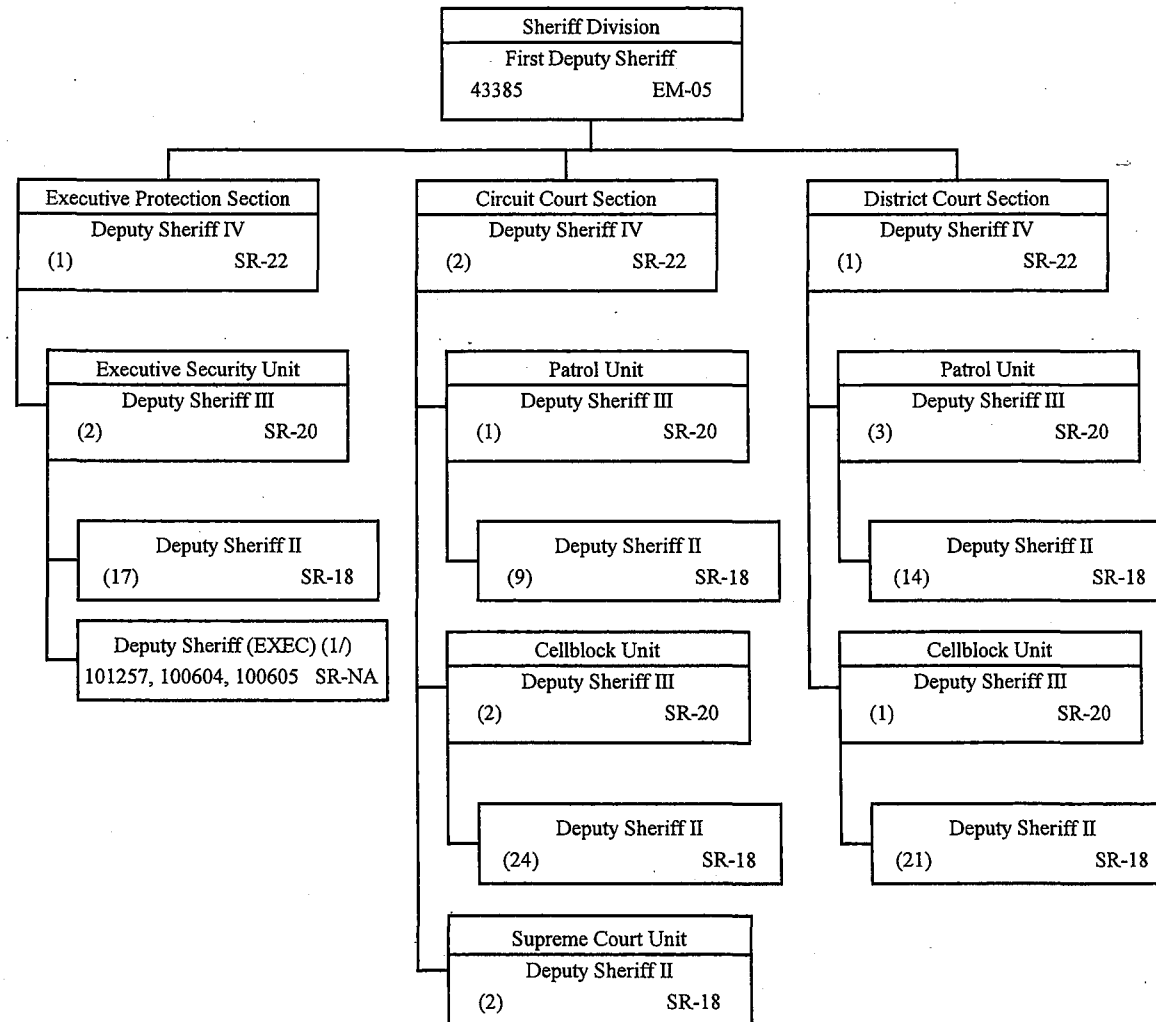 Sheriff Division
First Deputy Sheriff
43385 EM-05
Executive Protection Section
Deputy Sheriff IV
(1) SR-22
Executive Security Unit
Deputy Sheriff III
(2) SR-20
Deputy Sheriff II
(17) SR-18
Deputy Sheriff (EXEC) (1/)
101257, 100604, 100605 SR-NA
Circuit Court Section
Deputy Sheriff IV
(2) SR-22
Patrol Unit
Deputy Sheriff III
(1) SR-20
Deputy Sheriff II
(9) SR-18
Cellblock Unit
Deputy Sheriff III
(2) SR-20
Deputy Sheriff II
(24) SR-18
Supreme Court Unit
Deputy Sheriff II
(2) SR-18
District Court Section
Deputy Sheriff IV
(1) SR-22
Patrol Unit
Deputy Sheriff III
(3) SR-20
Deputy Sheriff II
(14) SR-18
Cellblock Unit
Deputy Sheriff III
(1) SR-20
Deputy Sheriff II
(21) SR-18